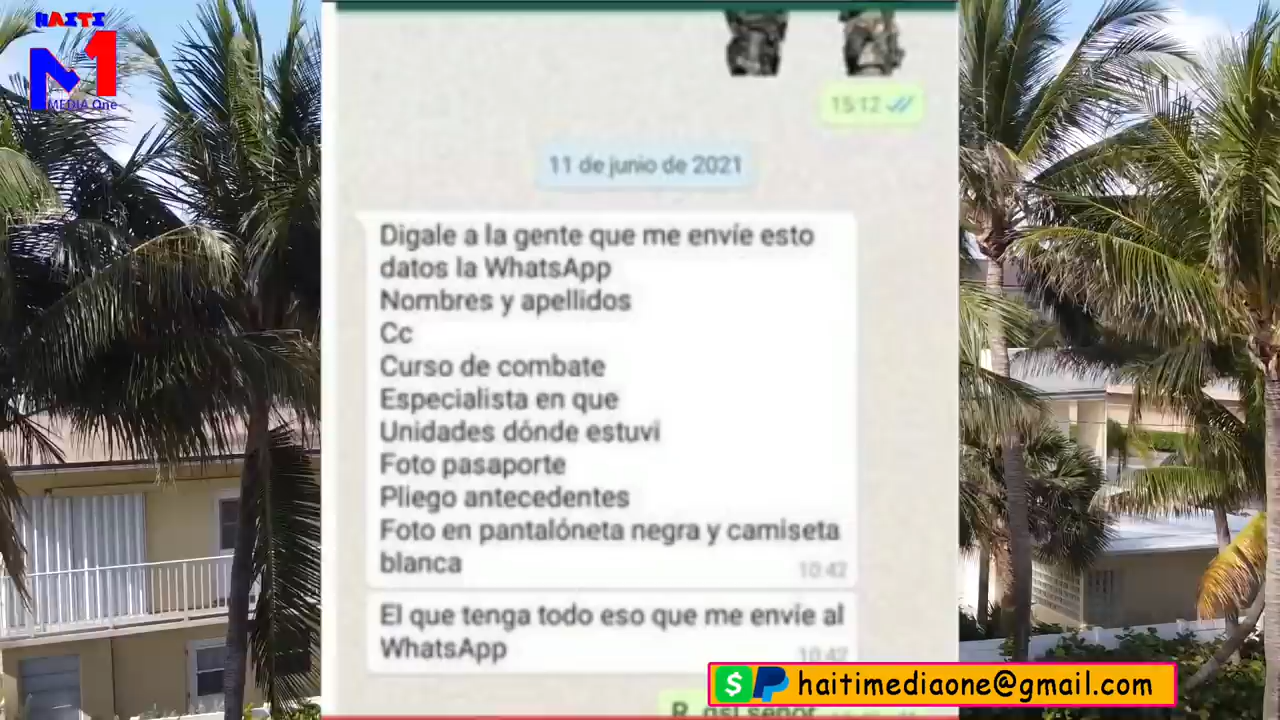 HAITI
M1
MEDIA One
15:12
11 de junio de 2021
Digale a la gente que me envíe esto
datos la WhatsApp
Nombres y apellidos
Cc
Curso de combate
Especialista en que
Unidades dónde estuvi
Foto pasaporte
Pliego antecedentes
Foto en pantalóneta negra y camiseta
blanca
10:42
El que tenga todo eso que me envíe al
WhatsApp
10:42
$ P haitimediaone@gmail.com